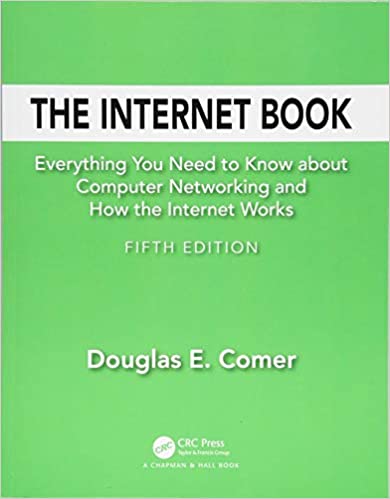 THE INTERNET BOOK
Everything You Need to Know about
Computer Networking and
How the Internet Works
FIFTH EDITION
Douglas E. Comer
CRC
CRC Press
Taylor & Francis Group
A CHAPMAN & HALL BOOK